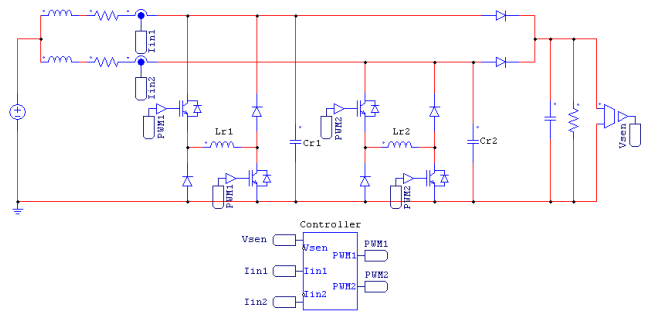 Iin1
Iin2
PWM1
Lr1
PWM1
Cr1
PWM2
Lr2
PWM2
Cr2
Vsen
Controller
Vsen
Vsen
PWM1
PWM1
Iin1
Iin1
PWM2
PWM2
Iin2
Iin2